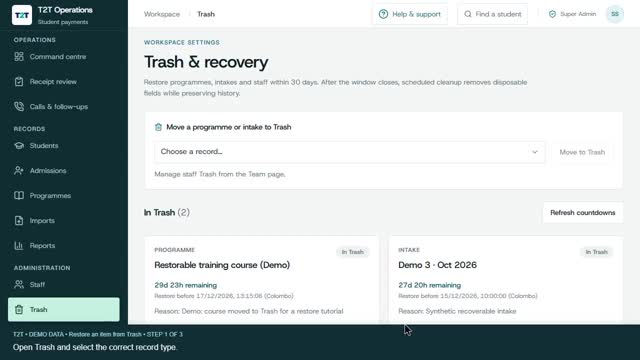 T2T
T2T Operations
Student payments
OPERATIONS
Command centre
Receipt review
Calls & follow-ups
RECORDS
Students
Admissions
Programmes
Imports
Reports
ADMINISTRATION
Staff
Trash
Workspace
Trash
Help & support
Find a student
Super Admin
SS
WORKSPACE SETTINGS
Trash & recovery
Restore programmes, intakes and staff within 30 days. After the window closes, scheduled cleanup removes disposable
fields while preserving history.
Move a programme or intake to Trash
Choose a record...
Move to Trash
Manage staff Trash from the Team page.
In Trash (2)
Refresh countdowns
PROGRAMME
In Trash
Restorable training course (Demo)
29d 23h remaining
Restore before 17/12/2026, 13:15:06 (Colombo)
Reason: Demo: course moved to Trash for a restore tutorial
INTAKE
In Trash
Demo 3 · Oct 2026
27d 20h remaining
Restore before 15/12/2026, 10:00:00 (Colombo)
Reason: Synthetic recoverable intake
T2T • DEMO DATA • Restore an item from Trash • STEP 1 OF 3
Open Trash and select the correct record type.